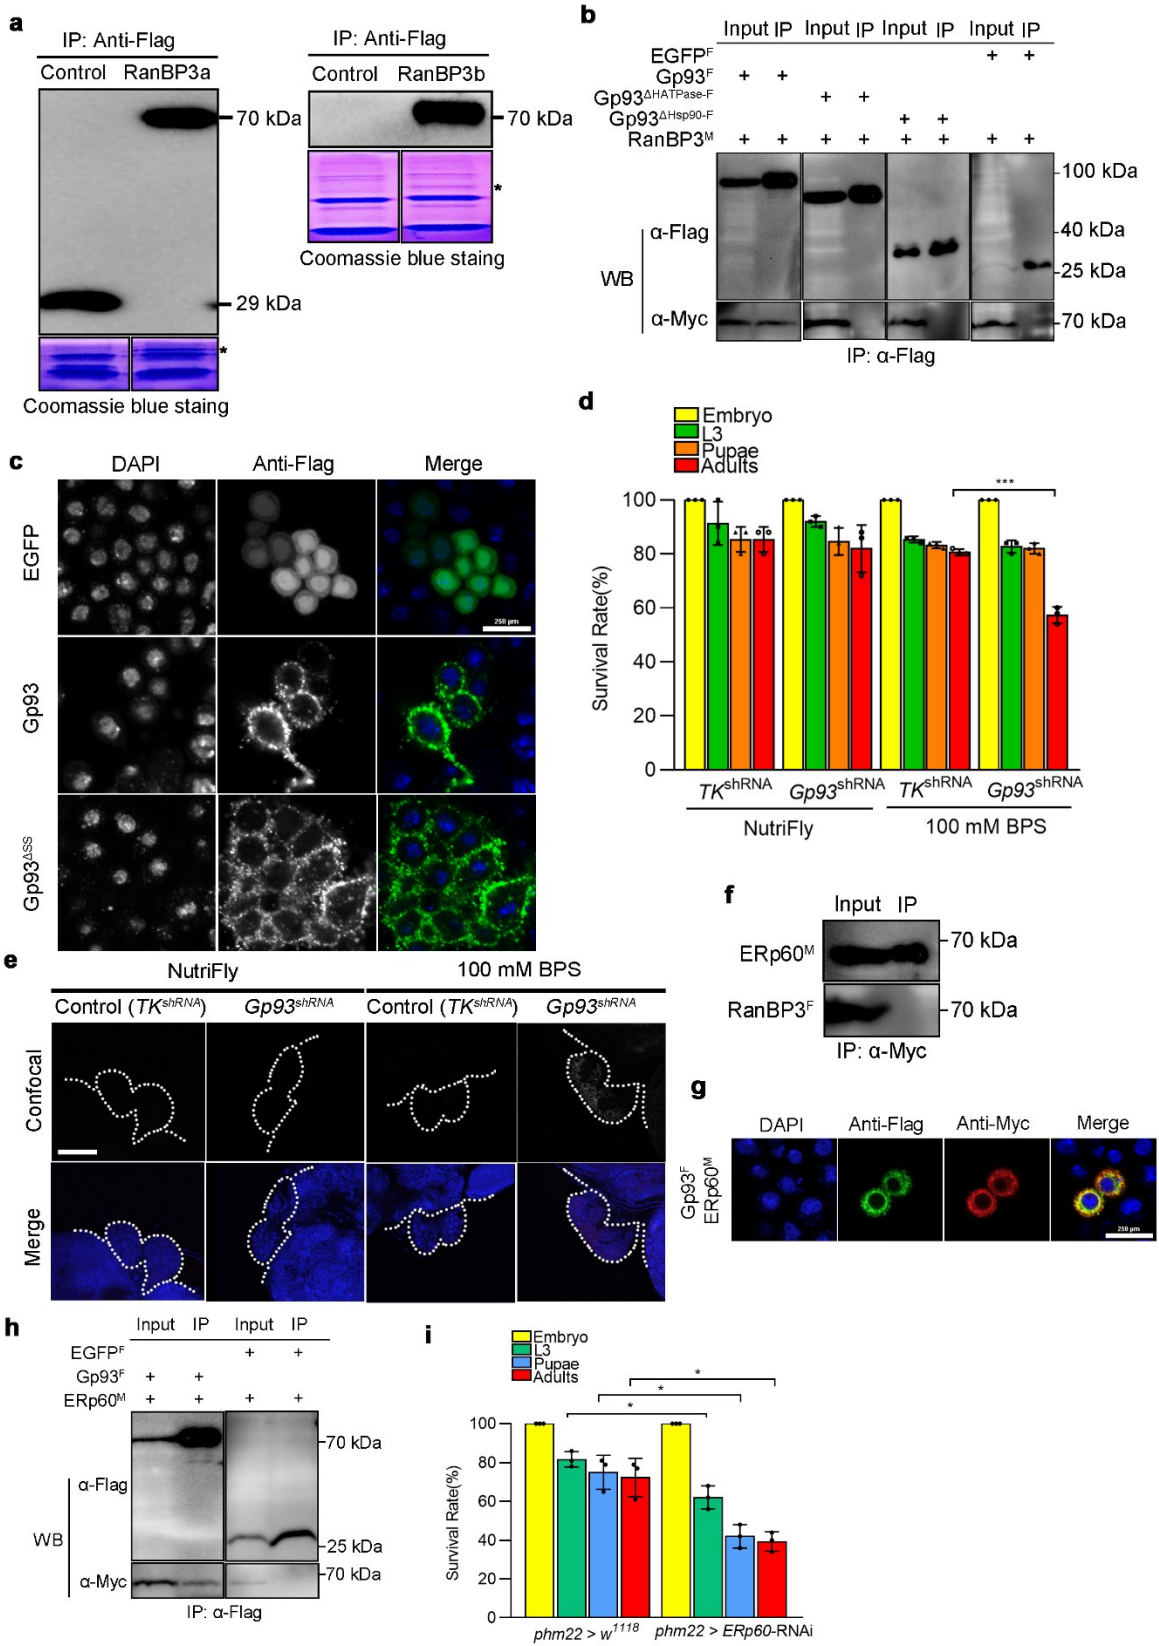 a
IP: Anti-Flag
Control RanBP3a
70 kDa
29 kDa
*
Coomassie blue staing
IP: Anti-Flag
Control RanBP3b
70 kDa
*
Coomassie blue staing
b
Input IP Input IP Input IP Input IP
EGFPF + +
Gp93F + +
Gp93ΔHATPase-F + +
Gp93ΔHsp90-F + +
RanBP3M + + + + + + + +
100 kDa
α-Flag
40 kDa
WB
25 kDa
α-Myc
70 kDa
IP: α-Flag
c
DAPI Anti-Flag Merge
EGFP
250 µm
Gp93
Gp93ΔSS
d
Embryo
L3
Pupae
Adults
***
Survival Rate(%)
100
80
60
40
20
0
TKshRNA Gp93shRNA TKshRNA Gp93shRNA
NutriFly 100 mM BPS
e
NutriFly 100 mM BPS
Control (TKshRNA) Gp93shRNA Control (TKshRNA) Gp93shRNA
Confocal
Merge
f
Input IP
ERp60M
70 kDa
RanBP3F
70 kDa
IP: α-Myc
g
DAPI Anti-Flag Anti-Myc Merge
Gp93F
ERp60M
250 µm
h
Input IP Input IP
EGFPF + +
Gp93F + +
ERp60M + + + +
70 kDa
α-Flag
WB
25 kDa
70 kDa
α-Myc
IP: α-Flag
i
Embryo
L3
Pupae
Adults
*
*
*
Survival Rate(%)
100
80
60
40
20
0
phm22 > w1118 phm22 > ERp60-RNAi